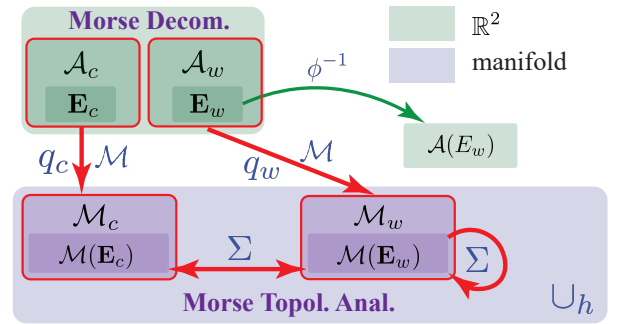 Morse Decom.
𝒜_c
𝐄_c
𝒜_w
𝐄_w
ϕ^{-1}
ℝ^2
manifold
𝒜(E_w)
q_c
ℳ
q_w
ℳ
ℳ_c
ℳ(𝐄_c)
Σ
ℳ_w
ℳ(𝐄_w)
Σ
Morse Topol. Anal.
∪_h